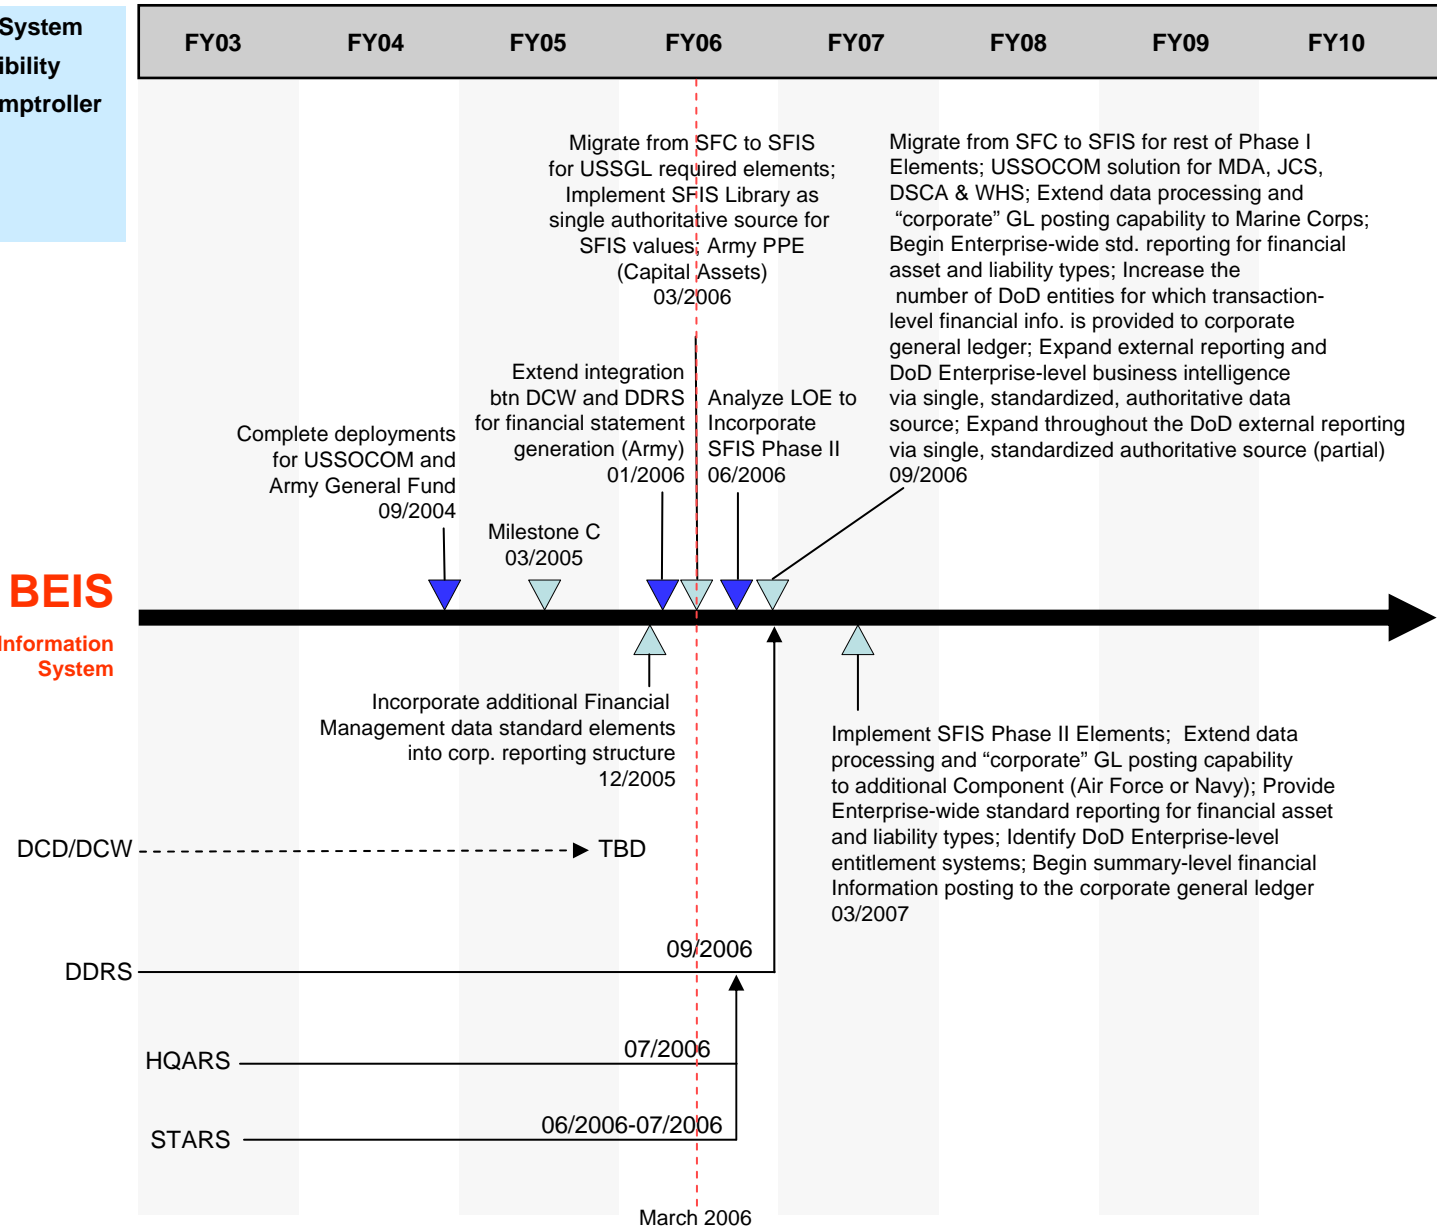 System
ibility
mptroller
FY03 FY04 FY05 FY06 FY07 FY08 FY09 FY10
Migrate from SFC to SFIS
for USSGL required elements;
Implement SFIS Library as
single authoritative source for
SFIS values; Army PPE
(Capital Assets)
03/2006
Migrate from SFC to SFIS for rest of Phase I
Elements; USSOCOM solution for MDA, JCS,
DSCA & WHS; Extend data processing and
“corporate” GL posting capability to Marine Corps;
Begin Enterprise-wide std. reporting for financial
asset and liability types; Increase the
number of DoD entities for which transaction-
level financial info. is provided to corporate
general ledger; Expand external reporting and
DoD Enterprise-level business intelligence
via single, standardized, authoritative data
source; Expand throughout the DoD external reporting
via single, standardized authoritative source (partial)
09/2006
Extend integration
btn DCW and DDRS
for financial statement
generation (Army)
01/2006
Analyze LOE to
Incorporate
SFIS Phase II
06/2006
Complete deployments
for USSOCOM and
Army General Fund
09/2004
Milestone C
03/2005
BEIS
Information
System
Incorporate additional Financial
Management data standard elements
into corp. reporting structure
12/2005
Implement SFIS Phase II Elements; Extend data
processing and “corporate” GL posting capability
to additional Component (Air Force or Navy); Provide
Enterprise-wide standard reporting for financial asset
and liability types; Identify DoD Enterprise-level
entitlement systems; Begin summary-level financial
Information posting to the corporate general ledger
03/2007
DCD/DCW TBD
09/2006
DDRS
07/2006
HQARS
06/2006-07/2006
STARS
March 2006